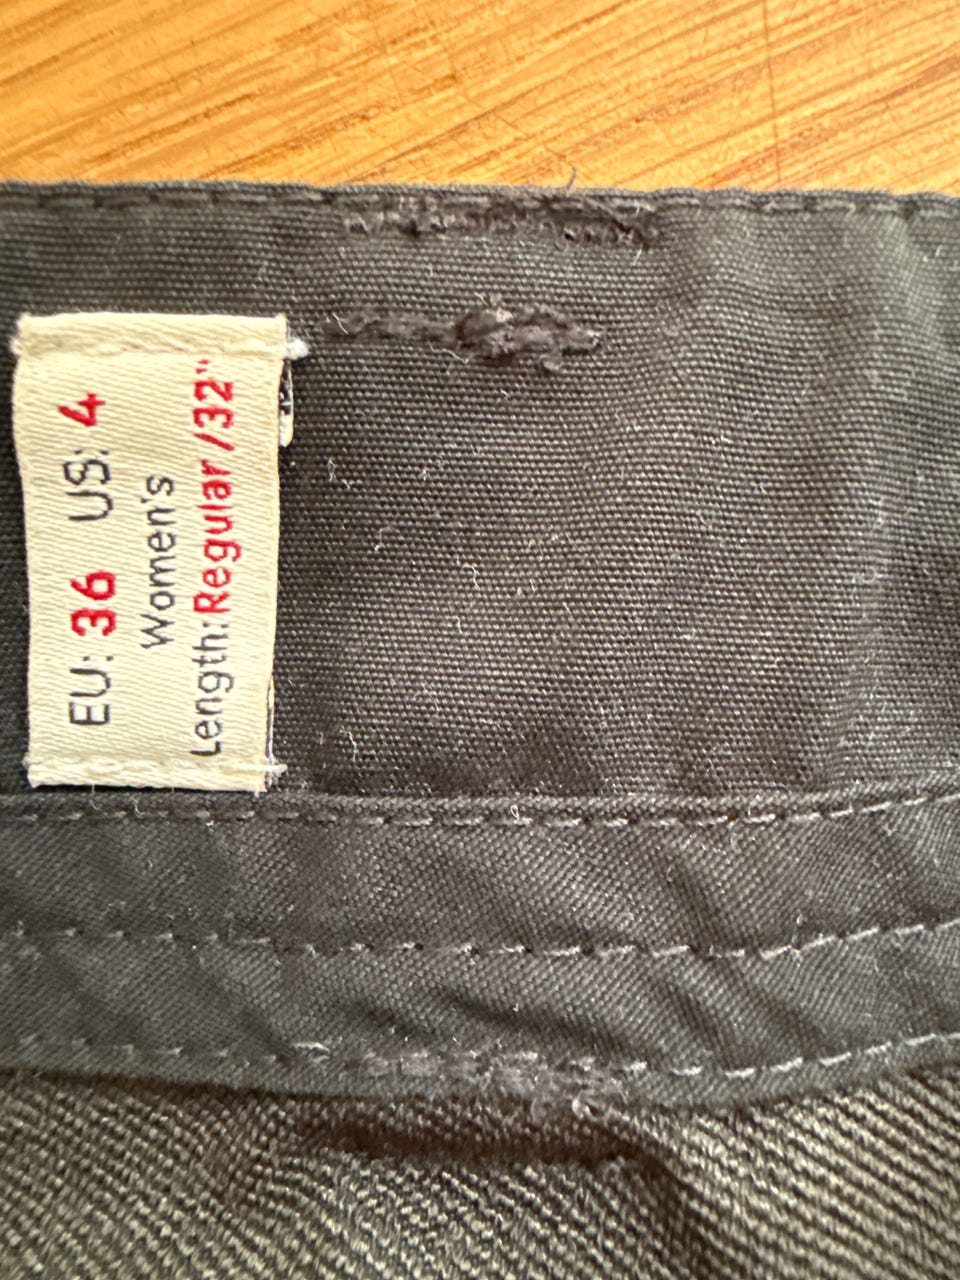 EU: 36 US: 4
Women's
Length: Regular /32"